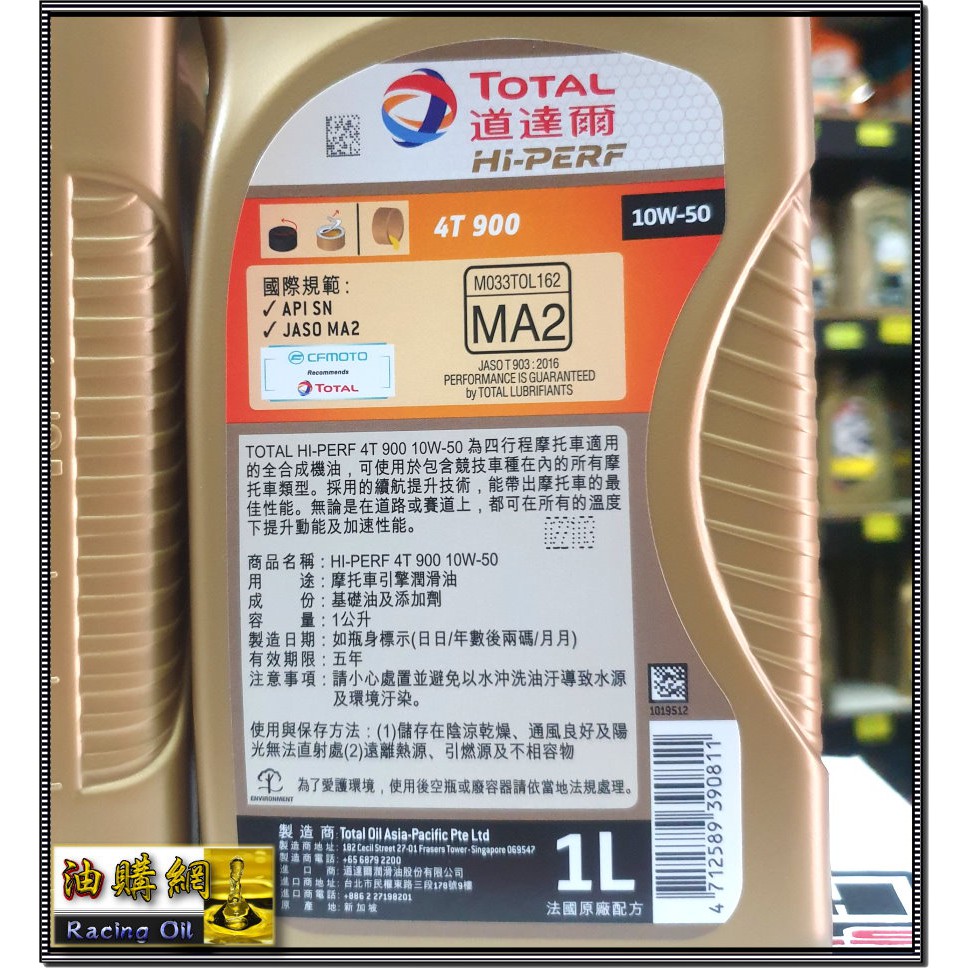 TOTAL
道達爾
HI-PERF
4T 900
10W-50
國際規範:
✓ API SN
✓ JASO MA2
M033TOL162
MA2
CFMOTO
Recommends
TOTAL
JASO T 903 : 2016
PERFORMANCE IS GUARANTEED
by TOTAL LUBRIFIANTS
TOTAL HI-PERF 4T 900 10W-50 為四行程摩托車適用
的全合成機油，可使用於包含競技車種在內的所有摩
托車類型。採用的續航提升技術，能帶出摩托車的最
佳性能。無論是在道路或賽道上，都可在所有的溫度
下提升動能及加速性能。
商品名稱：HI-PERF 4T 900 10W-50
用 途：摩托車引擎潤滑油
成 份：基礎油及添加劑
容 量：1公升
製造日期：如瓶身標示(日日/年數後兩碼/月月)
有效期限：五年
注意事項：請小心處置並避免以水沖洗油汙導致水源
及環境汙染。
使用與保存方法：(1)儲存在陰涼乾燥、通風良好及陽
光無法直射處(2)遠離熱源、引燃源及不相容物
ENVIRONMENT
為了愛護環境，使用後空瓶或廢容器請依當地法規處理。
1019512
4 712589 390811
製造商: Total Oil Asia-Pacific Pte Ltd
製造商地址: 182 Cecil Street 27-01 Frasers Tower-Singapore 069547
製造商電話: +65 6879 2200
進口商: 道達爾潤滑油股份有限公司
進口商地址: 台北市民權東路三段178號9樓
進口商電話: +886 2 27198201
原產地: 新加坡
1L
法國原廠配方
油購網
Racing Oil